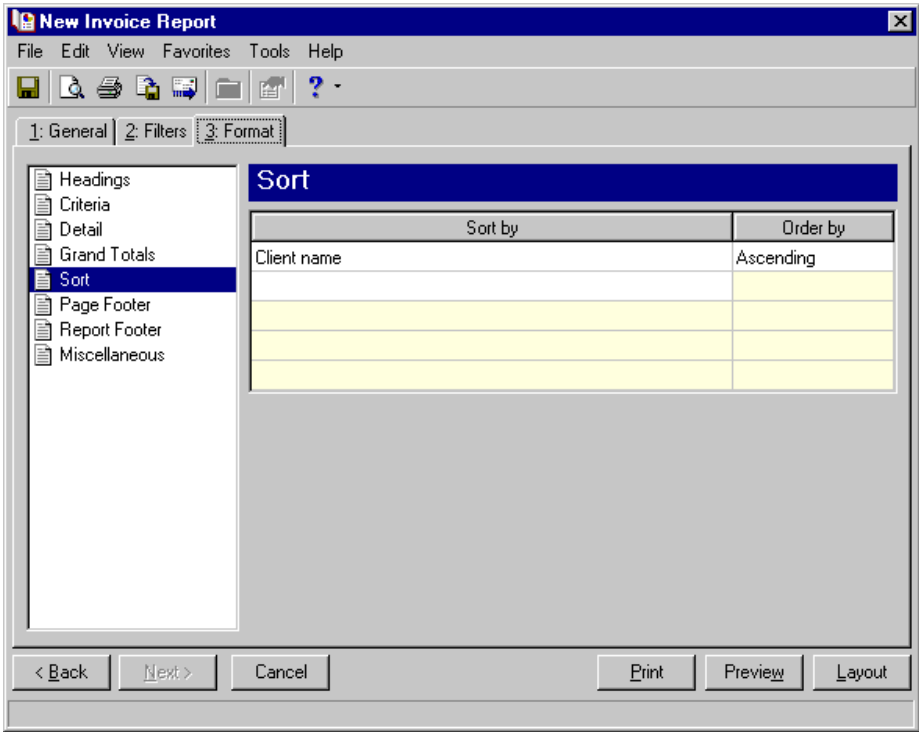 New Invoice Report
File Edit View Favorites Tools Help
?
1: General 2: Filters 3: Format
Headings
Criteria
Detail
Grand Totals
Sort
Page Footer
Report Footer
Miscellaneous
Sort
Sort by Order by
Client name Ascending
< Back Next > Cancel Print Preview Layout